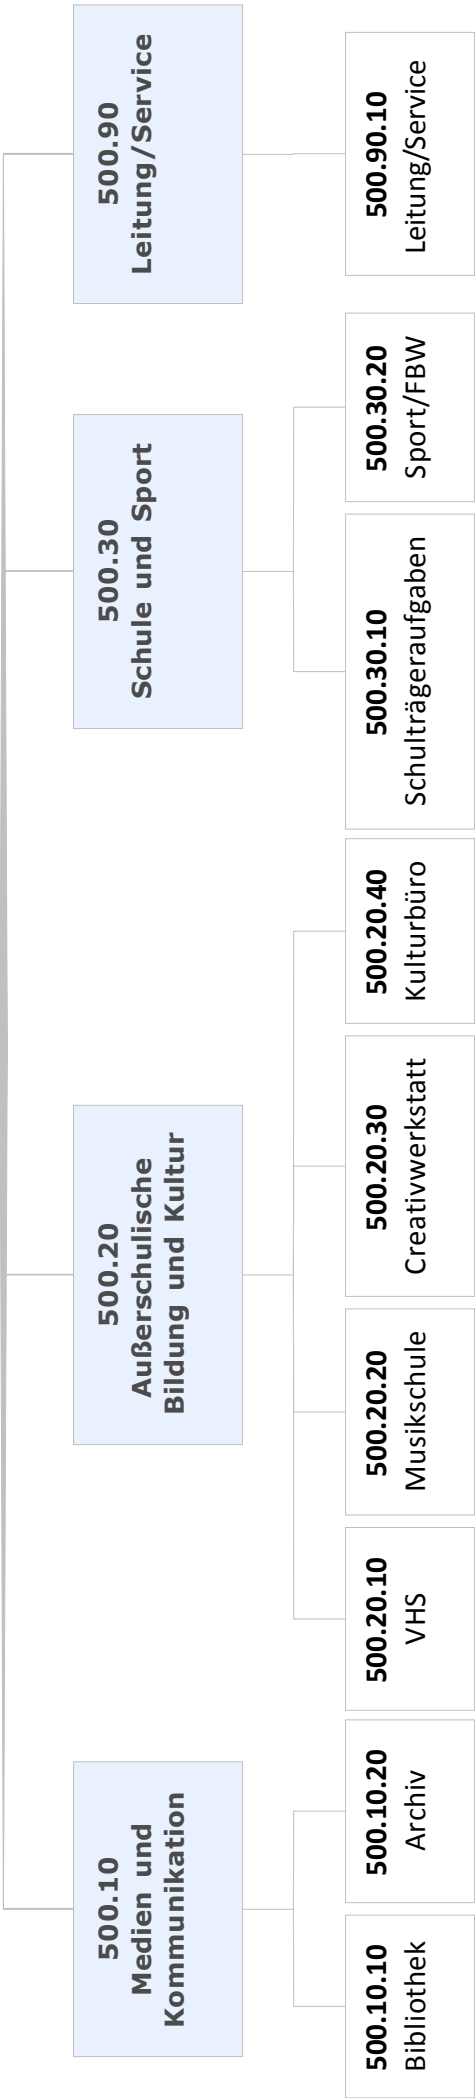 500.10
Medien und
Kommunikation
500.20
Außerschulische
Bildung und Kultur
500.30
Schule und Sport
500.90
Leitung/Service
500.10.10
Bibliothek
500.10.20
Archiv
500.20.10
VHS
500.20.20
Musikschule
500.20.30
Creativwerkstatt
500.20.40
Kulturbüro
500.30.10
Schulträgeraufgaben
500.30.20
Sport/FBW
500.90.10
Leitung/Service